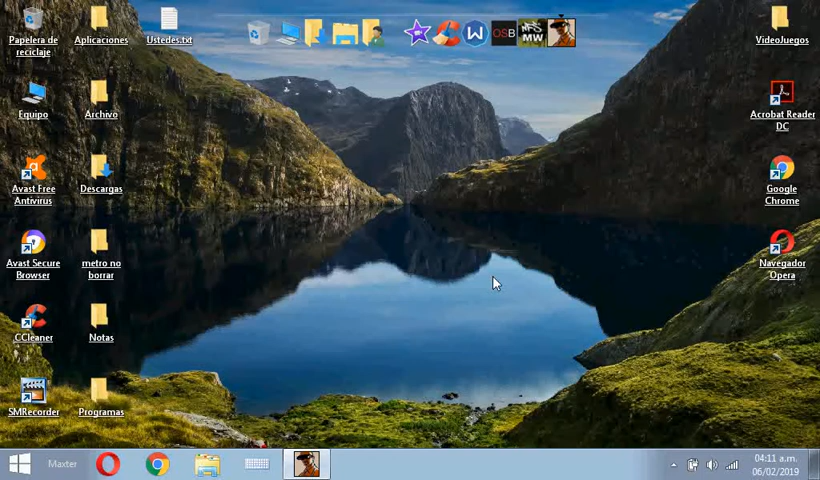 Papelera de
reciclaje
Aplicaciones
Ustedes.txt
W
OSB
NFS
MW
VideoJuegos
Equipo
Archivo
Acrobat Reader
DC
Avast Free
Antivirus
Descargas
Google
Chrome
Avast Secure
Browser
metro no
borrar
Navegador
Opera
CCleaner
Notas
SMRecorder
Programas
Maxter
04:11 a.m.
06/02/2019